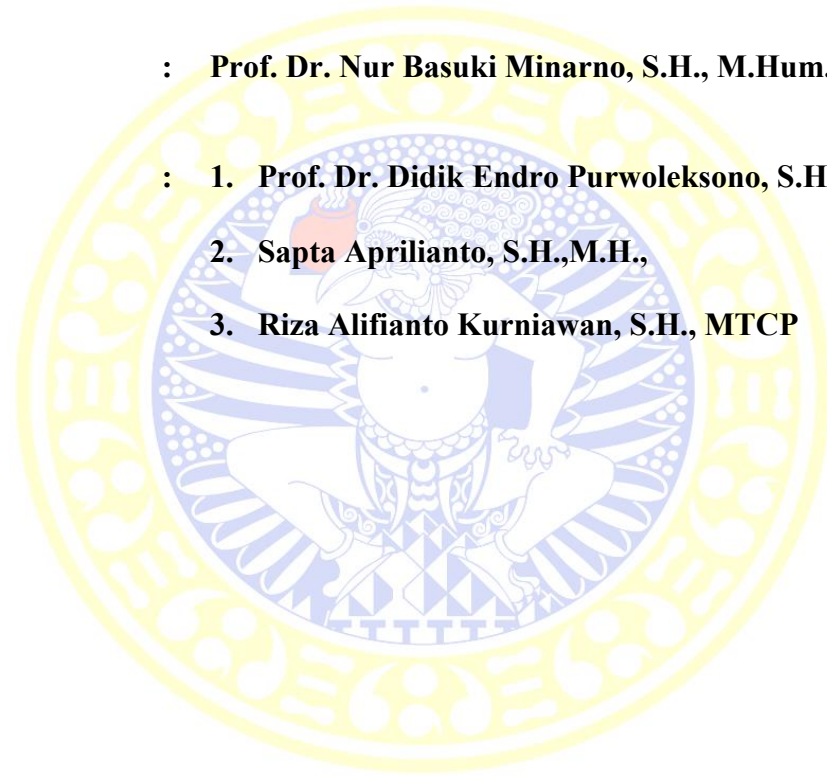 : Prof. Dr. Nur Basuki Minarno, S.H., M.Hum.
: 1. Prof. Dr. Didik Endro Purwoleksono, S.H
2. Sapta Aprilianto, S.H.,M.H.,
3. Riza Alifianto Kurniawan, S.H., MTCP